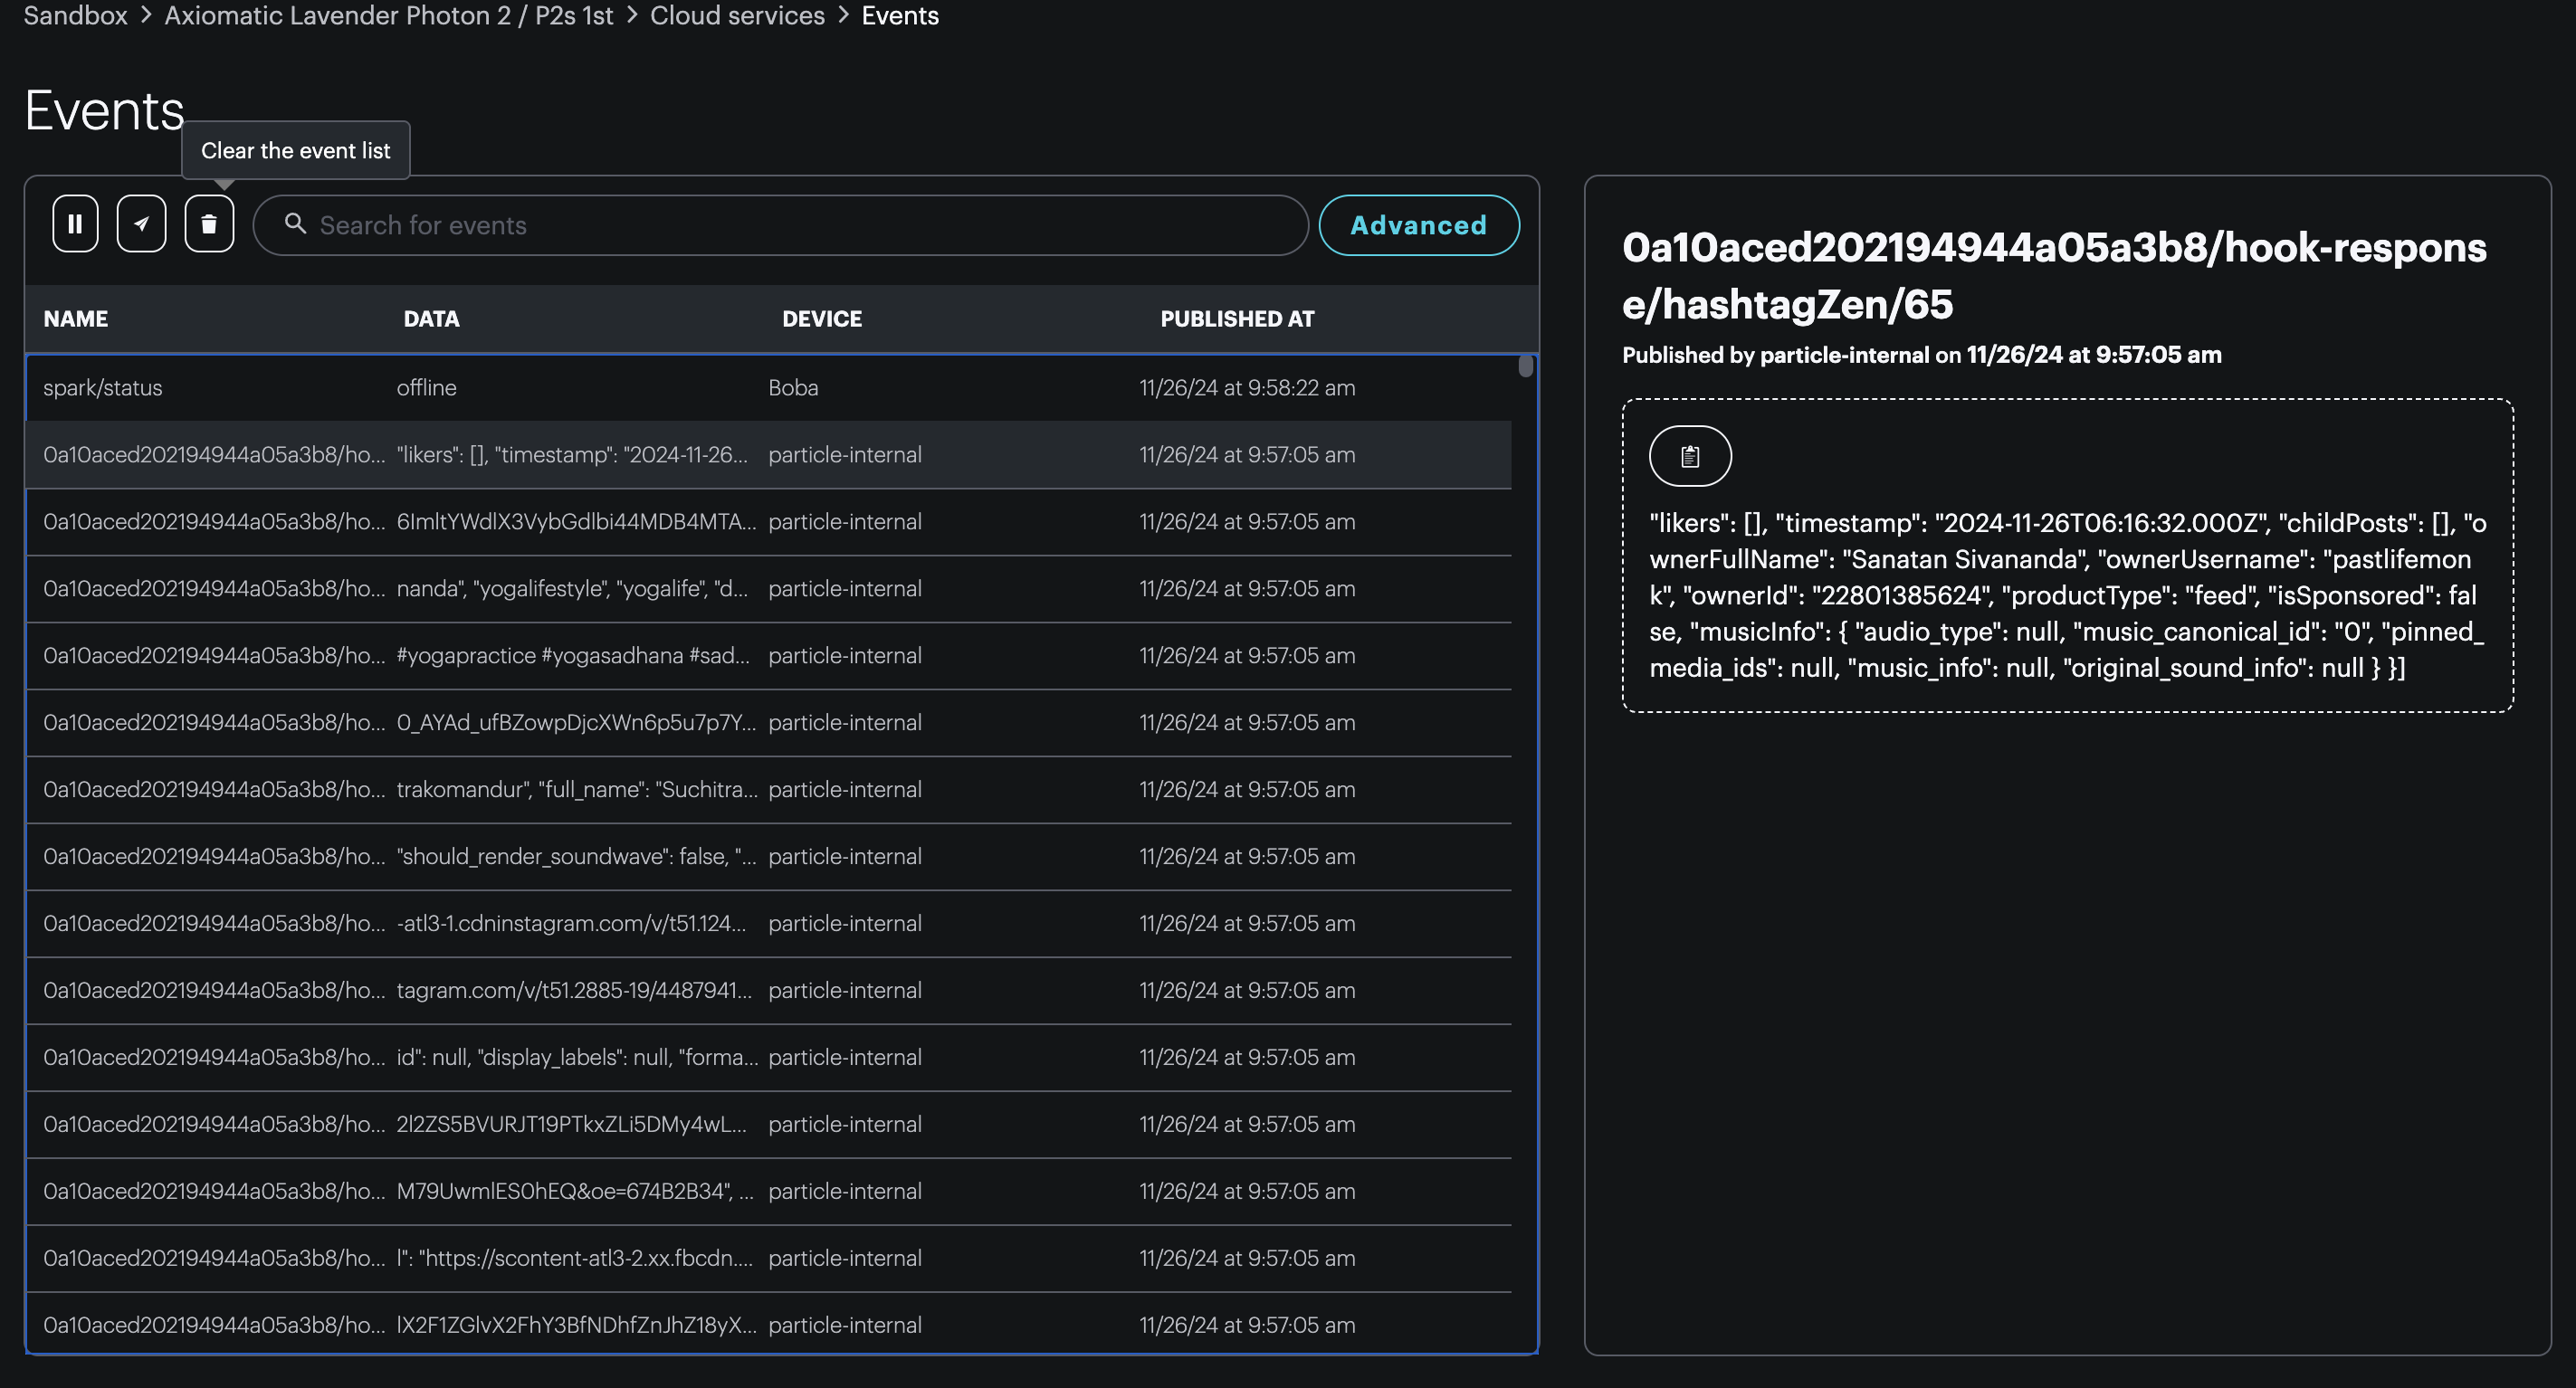 Sandbox > Axiomatic Lavender Photon 2 / P2s 1st > Cloud services > Events
Events
Clear the event list
Search for events
Advanced
NAME DATA DEVICE PUBLISHED AT
spark/status offline Boba 11/26/24 at 9:58:22 am
0a10aced202194944a05a3b8/ho... "likers": [], "timestamp": "2024-11-26... particle-internal 11/26/24 at 9:57:05 am
0a10aced202194944a05a3b8/ho... 6ImltYWdlX3VybGdlbi44MDB4MTA... particle-internal 11/26/24 at 9:57:05 am
0a10aced202194944a05a3b8/ho... nanda", "yogalifestyle", "yogalife", "d... particle-internal 11/26/24 at 9:57:05 am
0a10aced202194944a05a3b8/ho... #yogapractice #yogasadhana #sad... particle-internal 11/26/24 at 9:57:05 am
0a10aced202194944a05a3b8/ho... 0_AYAd_ufBZowpDjcXWn6p5u7p7Y... particle-internal 11/26/24 at 9:57:05 am
0a10aced202194944a05a3b8/ho... trakomandur", "full_name": "Suchitra... particle-internal 11/26/24 at 9:57:05 am
0a10aced202194944a05a3b8/ho... "should_render_soundwave": false, "... particle-internal 11/26/24 at 9:57:05 am
0a10aced202194944a05a3b8/ho... -atl3-1.cdninstagram.com/v/t51.124... particle-internal 11/26/24 at 9:57:05 am
0a10aced202194944a05a3b8/ho... tagram.com/v/t51.2885-19/4487941... particle-internal 11/26/24 at 9:57:05 am
0a10aced202194944a05a3b8/ho... id": null, "display_labels": null, "forma... particle-internal 11/26/24 at 9:57:05 am
0a10aced202194944a05a3b8/ho... 2l2ZS5BVURJT19PTkxZLi5DMy4wL... particle-internal 11/26/24 at 9:57:05 am
0a10aced202194944a05a3b8/ho... M79UwmlES0hEQ&oe=674B2B34", ... particle-internal 11/26/24 at 9:57:05 am
0a10aced202194944a05a3b8/ho... l": "https://scontent-atl3-2.xx.fbcdn.... particle-internal 11/26/24 at 9:57:05 am
0a10aced202194944a05a3b8/ho... lX2F1ZGlvX2FhY3BfNDhfZnJhZ18yX... particle-internal 11/26/24 at 9:57:05 am
0a10aced202194944a05a3b8/hook-respons
e/hashtagZen/65
Published by particle-internal on 11/26/24 at 9:57:05 am
"likers": [], "timestamp": "2024-11-26T06:16:32.000Z", "childPosts": [], "o
wnerFullName": "Sanatan Sivananda", "ownerUsername": "pastlifemon
k", "ownerId": "22801385624", "productType": "feed", "isSponsored": fal
se, "musicInfo": { "audio_type": null, "music_canonical_id": "0", "pinned_
media_ids": null, "music_info": null, "original_sound_info": null } }]